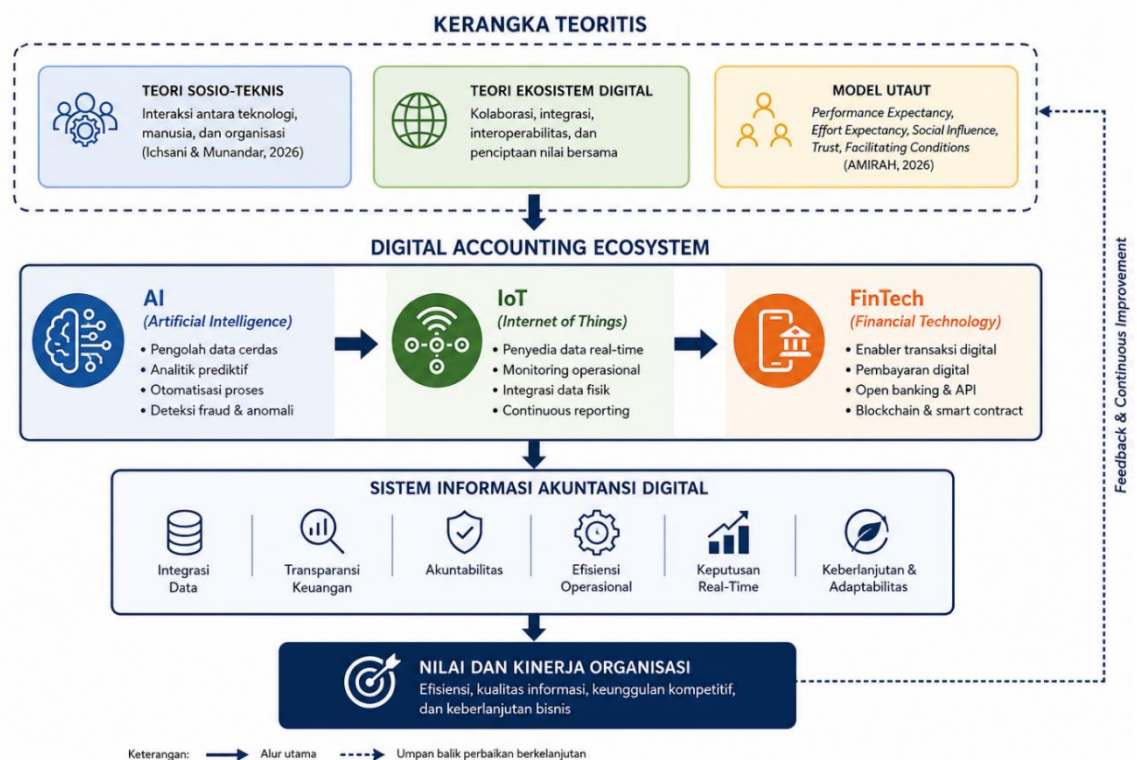 KERANGKA TEORITIS
TEORI SOSIO-TEKNIS
Interaksi antara teknologi,
manusia, dan organisasi
(Ichsani & Munandar, 2026)
TEORI EKOSISTEM DIGITAL
Kolaborasi, integrasi,
interoperabilitas, dan
penciptaan nilai bersama
MODEL UTAUT
Performance Expectancy,
Effort Expectancy, Social Influence,
Trust, Facilitating Conditions
(AMIRAH, 2026)
DIGITAL ACCOUNTING ECOSYSTEM
AI
(Artificial Intelligence)
• Pengolah data cerdas
• Analitik prediktif
• Otomatisasi proses
• Deteksi fraud & anomali
IoT
(Internet of Things)
• Penyedia data real-time
• Monitoring operasional
• Integrasi data fisik
• Continuous reporting
FinTech
(Financial Technology)
• Enabler transaksi digital
• Pembayaran digital
• Open banking & API
• Blockchain & smart contract
Feedback & Continuous Improvement
SISTEM INFORMASI AKUNTANSI DIGITAL
Integrasi
Data
Transparansi
Keuangan
Akuntabilitas
Efisiensi
Operasional
Keputusan
Real-Time
Keberlanjutan &
Adaptabilitas
NILAI DAN KINERJA ORGANISASI
Efisiensi, kualitas informasi, keunggulan kompetitif,
dan keberlanjutan bisnis
Keterangan: Alur utama Umpan balik perbaikan berkelanjutan